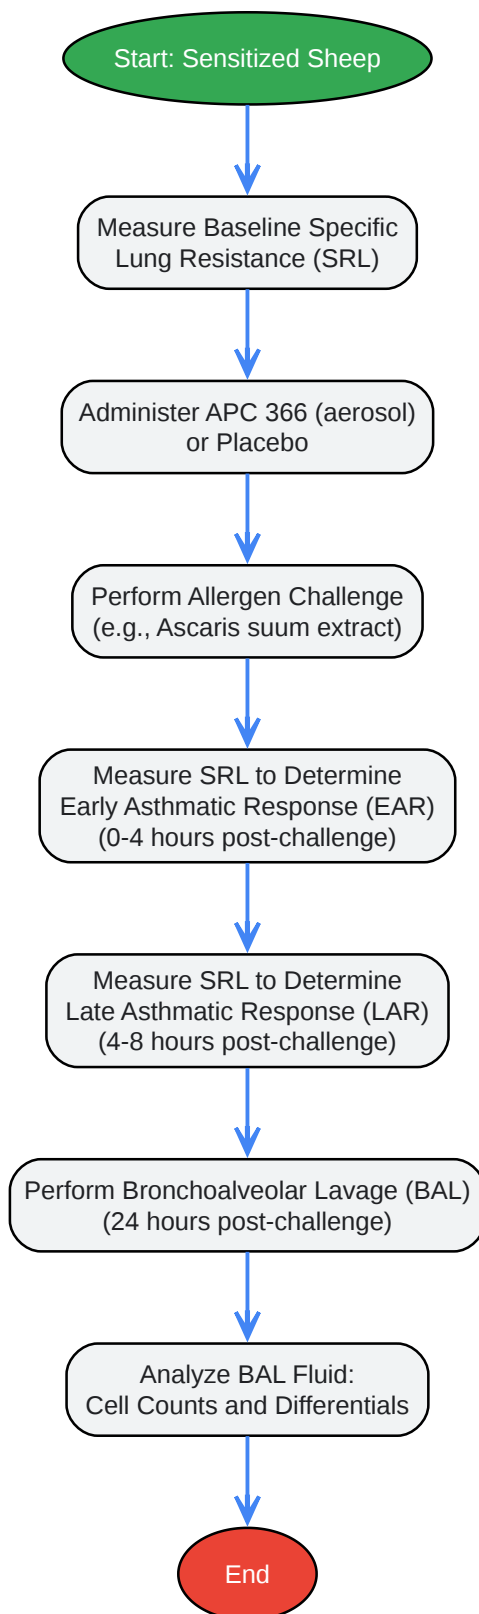 Start: Sensitized Sheep
Measure Baseline Specific
Lung Resistance (SRL)
Administer APC 366 (aerosol)
or Placebo
Perform Allergen Challenge
(e.g., Ascaris suum extract)
Measure SRL to Determine
Early Asthmatic Response (EAR)
(0-4 hours post-challenge)
Measure SRL to Determine
Late Asthmatic Response (LAR)
(4-8 hours post-challenge)
Perform Bronchoalveolar Lavage (BAL)
(24 hours post-challenge)
Analyze BAL Fluid:
Cell Counts and Differentials
End